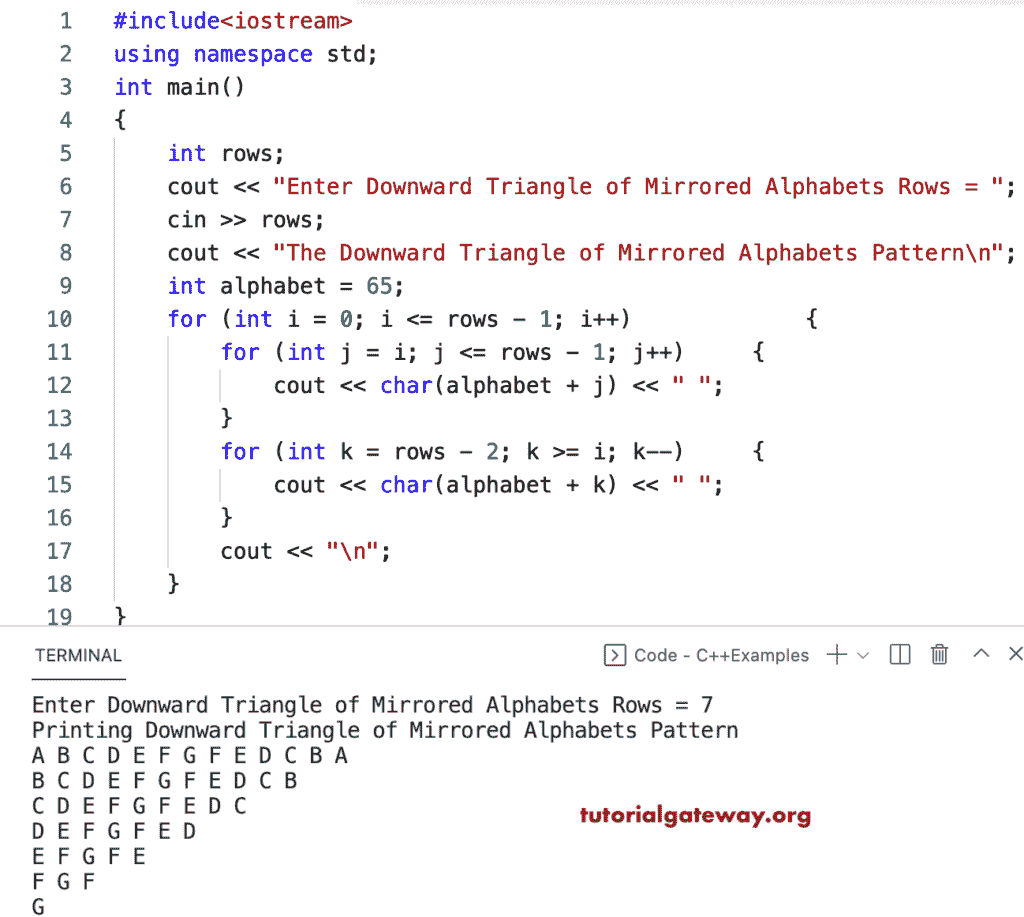 1 #include<iostream>
2 using namespace std;
3 int main()
4 {
5     int rows;
6     cout << "Enter Downward Triangle of Mirrored Alphabets Rows = ";
7     cin >> rows;
8     cout << "The Downward Triangle of Mirrored Alphabets Pattern\n";
9     int alphabet = 65;
10     for (int i = 0; i <= rows - 1; i++)             {
11         for (int j = i; j <= rows - 1; j++)     {
12             cout << char(alphabet + j) << " ";
13         }
14         for (int k = rows - 2; k >= i; k--)     {
15             cout << char(alphabet + k) << " ";
16         }
17         cout << "\n";
18     }
19 }
TERMINAL
Code - C++Examples
Enter Downward Triangle of Mirrored Alphabets Rows = 7
Printing Downward Triangle of Mirrored Alphabets Pattern
A B C D E F G F E D C B A
B C D E F G F E D C B
C D E F G F E D C
tutorialgateway.org
D E F G F E D
E F G F E
F G F
G